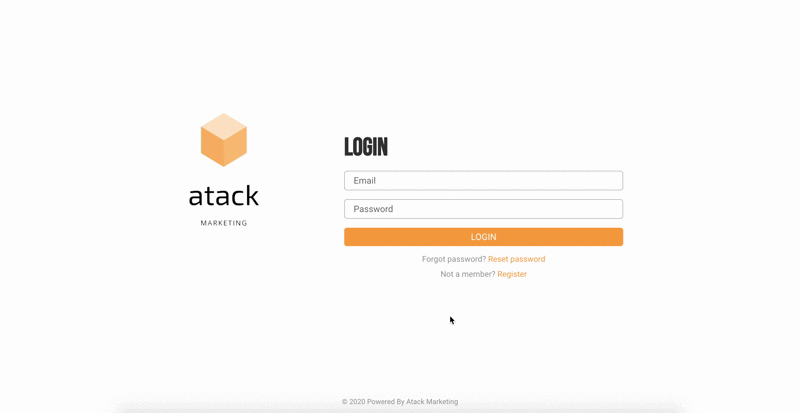 atack
MARKETING
LOGIN
Email
Password
LOGIN
Forgot password? Reset password
Not a member? Register
© 2020 Powered By Atack Marketing